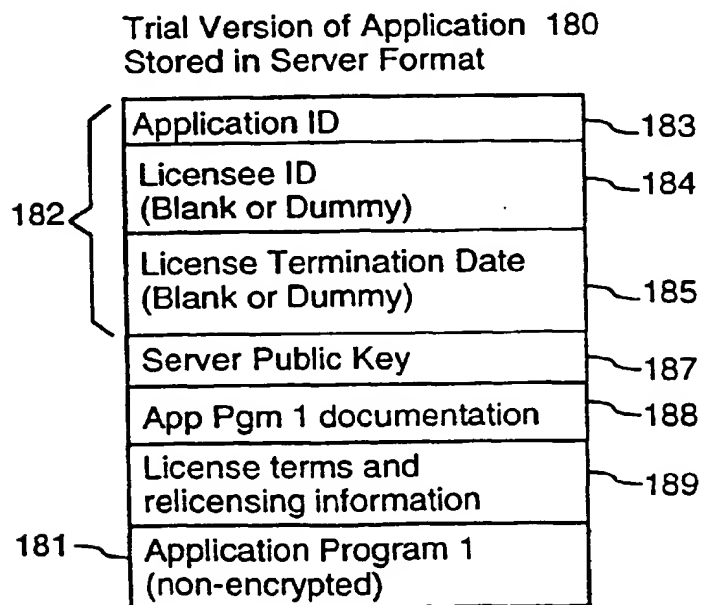 Trial Version of Application 180
Stored in Server Format
Application ID 183
Licensee ID
(Blank or Dummy) 184
182
License Termination Date
(Blank or Dummy) 185
Server Public Key 187
App Pgm 1 documentation 188
License terms and
relicensing information 189
181 Application Program 1
(non-encrypted)